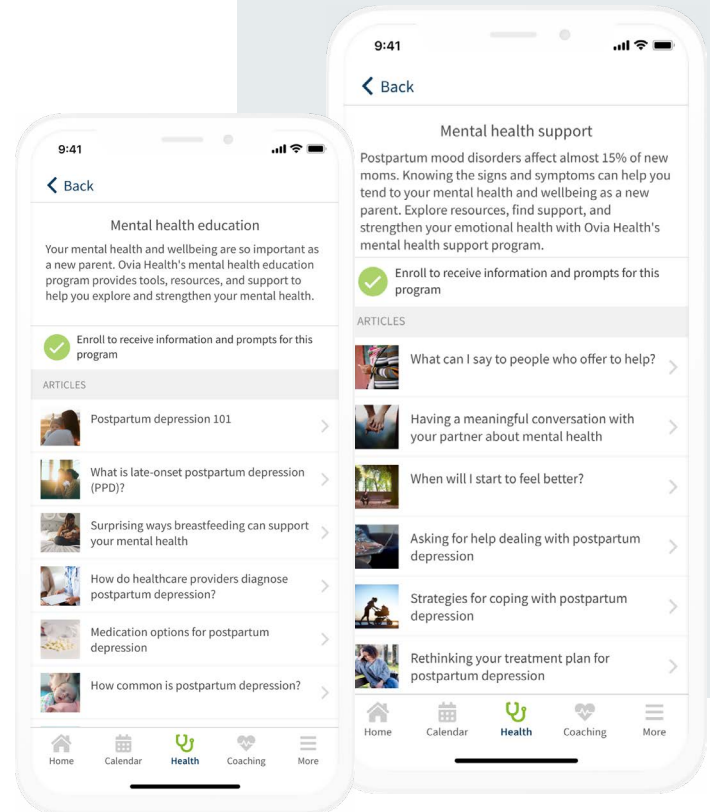 9:41
Back
Mental health education
Your mental health and wellbeing are so important as
a new parent. Ovia Health's mental health education
program provides tools, resources, and support to
help you explore and strengthen your mental health.
Enroll to receive information and prompts for this
program
ARTICLES
Postpartum depression 101
What is late-onset postpartum depression
(PPD)?
Surprising ways breastfeeding can support
your mental health
How do healthcare providers diagnose
postpartum depression?
Medication options for postpartum
depression
How common is postpartum depression?
Home
Calendar
Health
Coaching
More
9:41
Back
Mental health support
Postpartum mood disorders affect almost 15% of new
moms. Knowing the signs and symptoms can help you
tend to your mental health and wellbeing as a new
parent. Explore resources, find support, and
strengthen your emotional health with Ovia Health's
mental health support program.
Enroll to receive information and prompts for this
program
ARTICLES
What can I say to people who offer to help?
Having a meaningful conversation with
your partner about mental health
When will I start to feel better?
Asking for help dealing with postpartum
depression
Strategies for coping with postpartum
depression
Rethinking your treatment plan for
postpartum depression
Home
Calendar
Health
Coaching
More